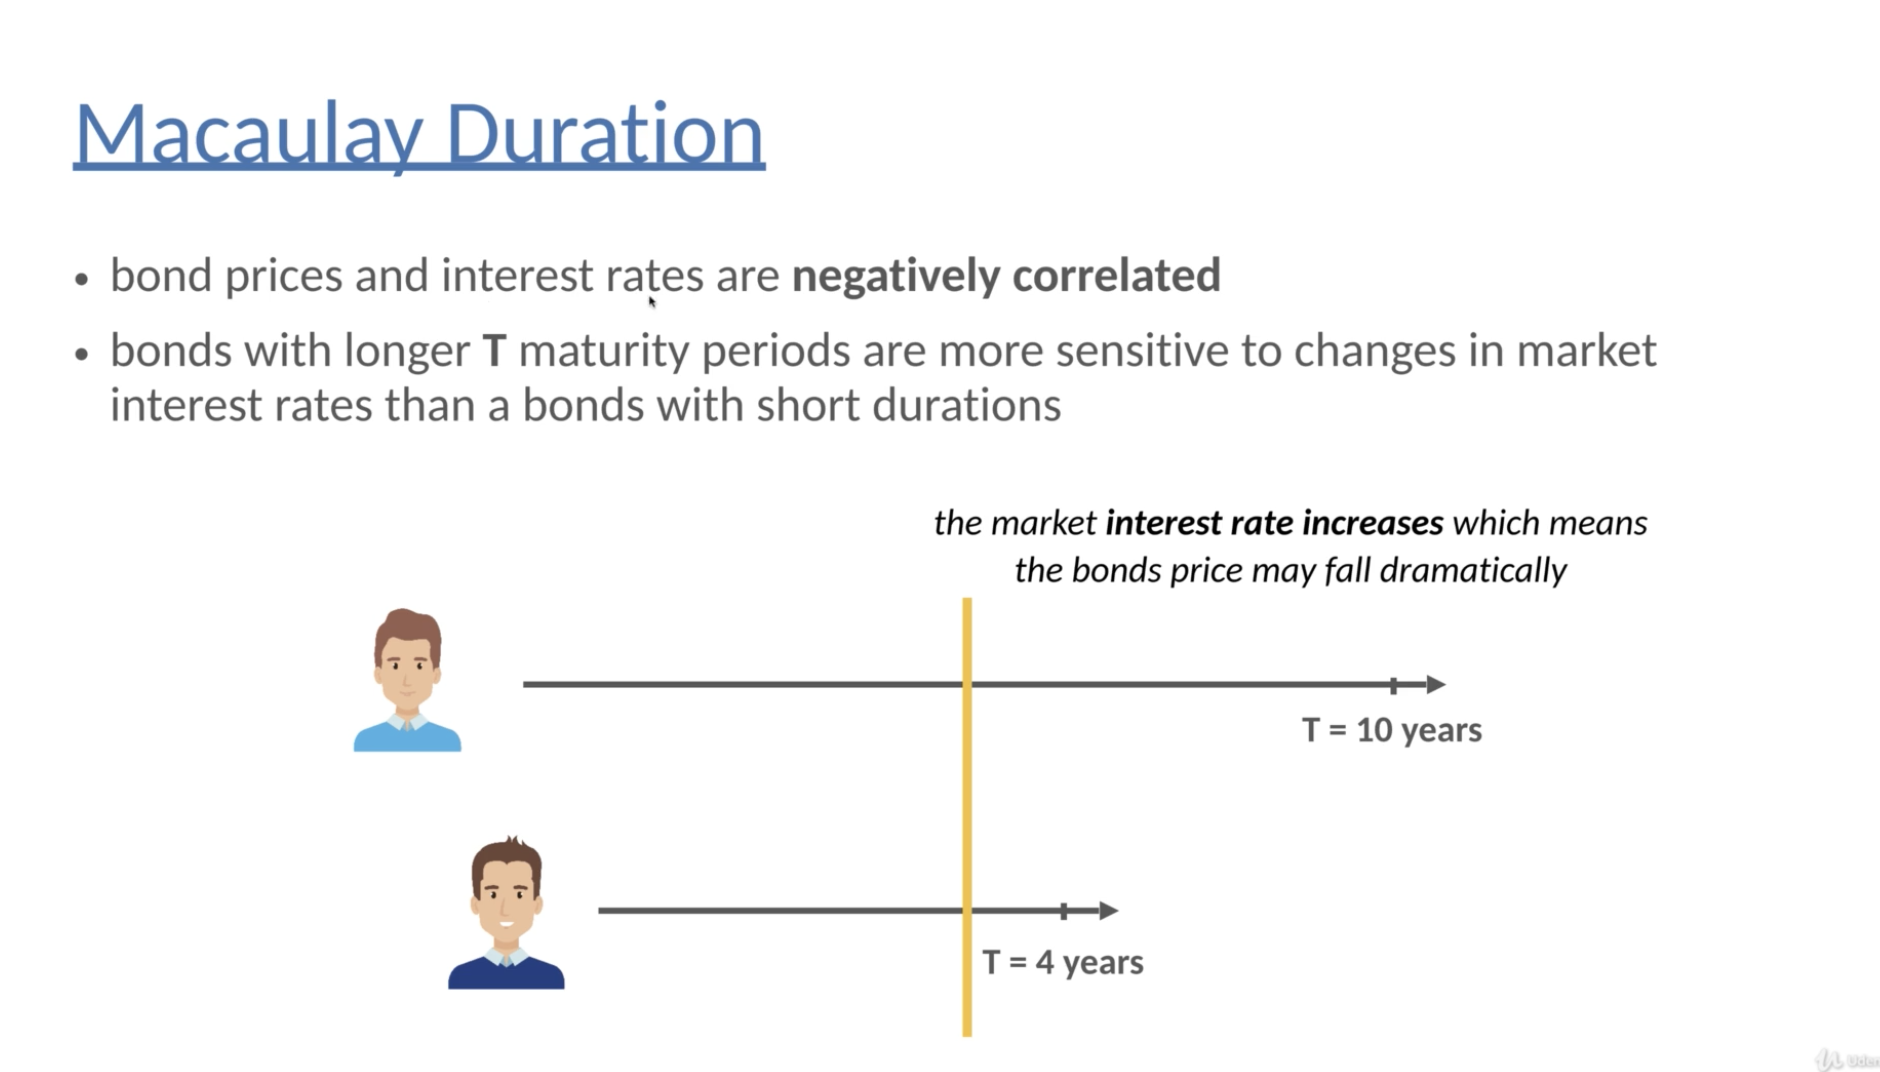 Macaulay Duration
• bond prices and interest rates are negatively correlated
• bonds with longer T maturity periods are more sensitive to changes in market
interest rates than a bonds with short durations
the market interest rate increases which means
the bonds price may fall dramatically
T = 10 years
T = 4 years